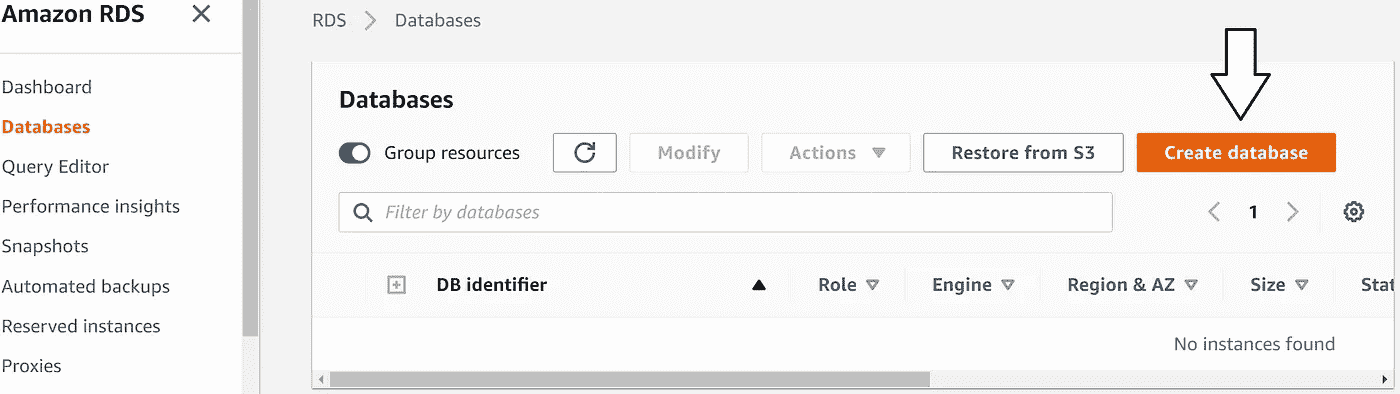 Amazon RDS
Dashboard
Databases
Query Editor
Performance insights
Snapshots
Automated backups
Reserved instances
Proxies
RDS > Databases
Databases
Group resources Modify Actions Restore from S3 Create database
Filter by databases 1
DB identifier Role Engine Region & AZ Size Stat
No instances found